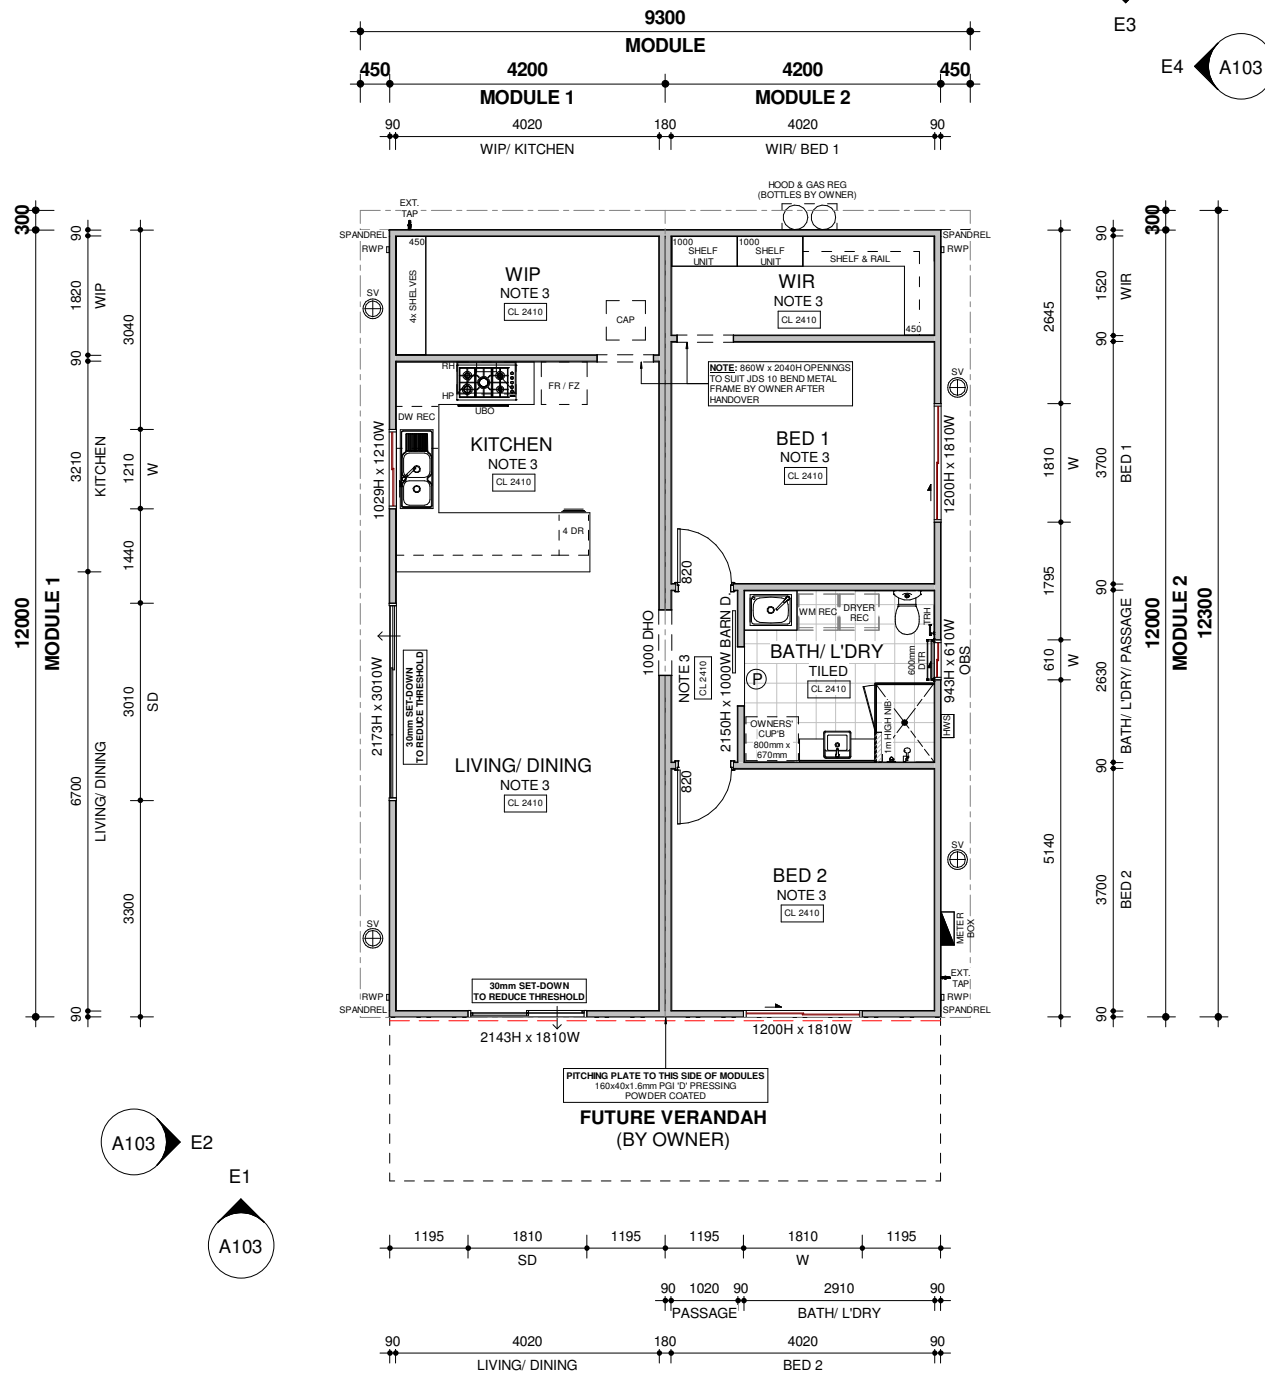 9300
MODULE
450 4200 4200 450
MODULE 1 MODULE 2
90 4020 180 4020 90
WIP/ KITCHEN WIR/ BED 1
E3
E4 A103
HOOD & GAS REG
(BOTTLES BY OWNER)
EXT.
TAP
SPANDREL
RWP
SPANDREL
RWP
SV
450
4x SHELVES
WIP
NOTE 3
CL 2410
CAP
1000
SHELF
UNIT
1000
SHELF
UNIT
SHELF & RAIL
WIR
NOTE 3
CL 2410
450
SV
NOTE: 860W x 2040H OPENINGS
TO SUIT JDS 10 BEND METAL
FRAME BY OWNER AFTER
HANDOVER
RH
HP
UBO
FR / FZ
DW REC
KITCHEN
NOTE 3
CL 2410
4 DR
1029H x 1210W
BED 1
NOTE 3
CL 2410
1200H x 1810W
820
1000 DHO
NOTE 3
CL 2410
2150H x 1000W BARN D.
WM REC
DRYER
REC
TRH
BATH/ L'DRY
TILED
CL 2410
P
600mm
DTR
943H x 610W
OBS
HWS
1m HIGH NIB
OWNERS'
CUP'B
800mm x
670mm
2173H x 3010W
30mm SET-DOWN
TO REDUCE THRESHOLD
LIVING/ DINING
NOTE 3
CL 2410
820
BED 2
NOTE 3
CL 2410
SV
SV
METER
BOX
EXT.
TAP
RWP
SPANDREL
RWP
SPANDREL
30mm SET-DOWN
TO REDUCE THRESHOLD
2143H x 1810W
1200H x 1810W
PITCHING PLATE TO THIS SIDE OF MODULES
160x40x1.6mm PGI 'D' PRESSING
POWDER COATED
FUTURE VERANDAH
(BY OWNER)
300
12000
MODULE 1
90
1820
WIP
90
3210
KITCHEN
6700
LIVING/ DINING
90
3040
1210
W
1440
3010
SD
3300
2645
1810
W
1795
610
W
5140
90
1520
WIR
90
3700
BED 1
90
2630
BATH/ L'DRY/ PASSAGE
90
3700
BED 2
90
300
12000
MODULE 2
12300
A103 E2
E1
A103
1195 1810 1195 1195 1810 1195
SD W
90 1020 90 2910 90
PASSAGE BATH/ L'DRY
90 4020 180 4020 90
LIVING/ DINING BED 2